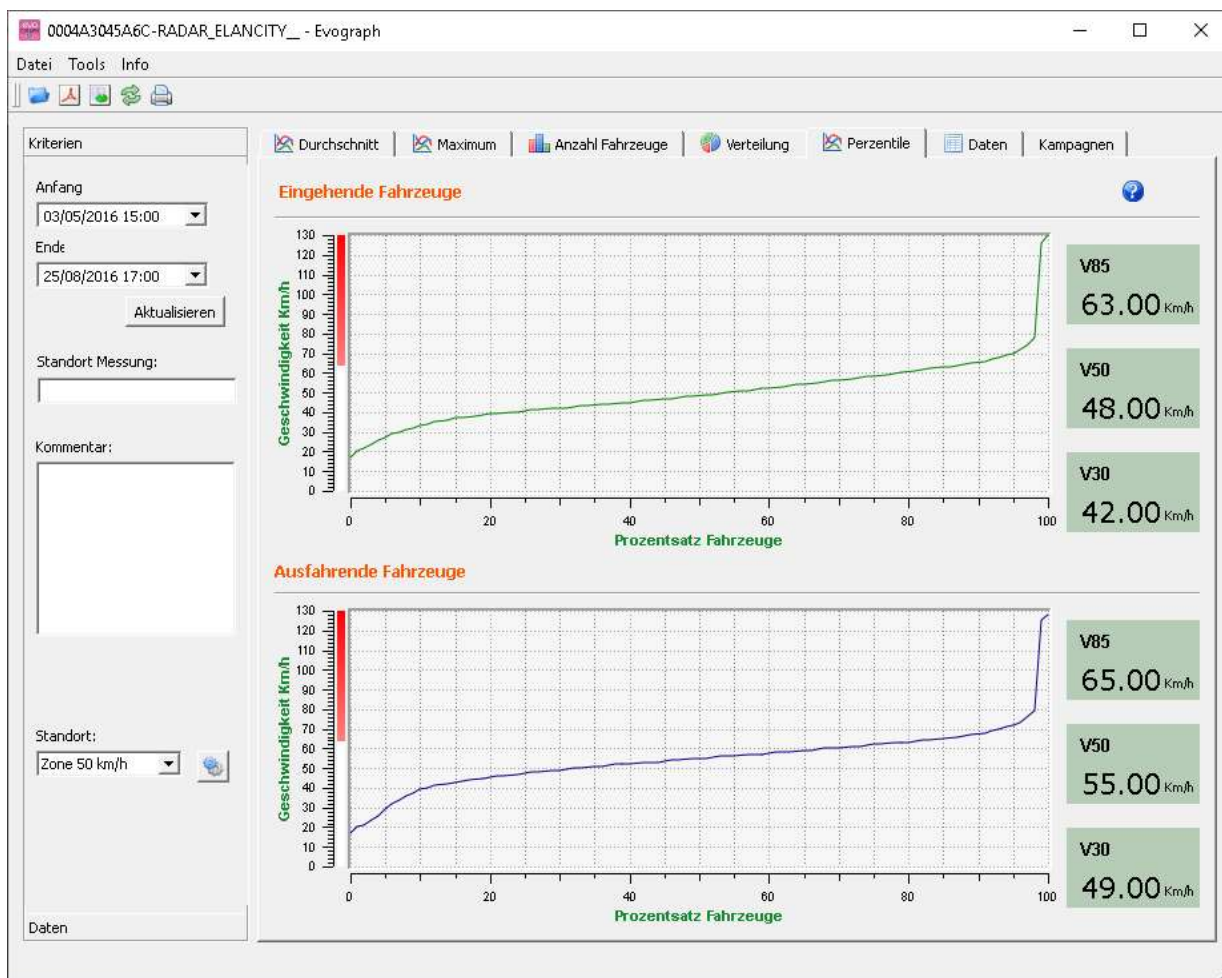 0004A3045A6C-RADAR_ELANCITY__ - Evograph
Datei Tools Info
Kriterien
Anfang
03/05/2016 15:00
Ende
25/08/2016 17:00
Aktualisieren
Standort Messung:
Kommentar:
Standort:
Zone 50 km/h
Daten
Durchschnitt Maximum Anzahl Fahrzeuge Verteilung Perzentile Daten Kampagnen
Eingehende Fahrzeuge
Geschwindigkeit Km/h
130
120
110
100
90
80
70
60
50
40
30
20
10
0
0 20 40 60 80 100
Prozentsatz Fahrzeuge
V85
63.00 Km/h
V50
48.00 Km/h
V30
42.00 Km/h
Ausfahrende Fahrzeuge
Geschwindigkeit Km/h
130
120
110
100
90
80
70
60
50
40
30
20
10
0
0 20 40 60 80 100
Prozentsatz Fahrzeuge
V85
65.00 Km/h
V50
55.00 Km/h
V30
49.00 Km/h